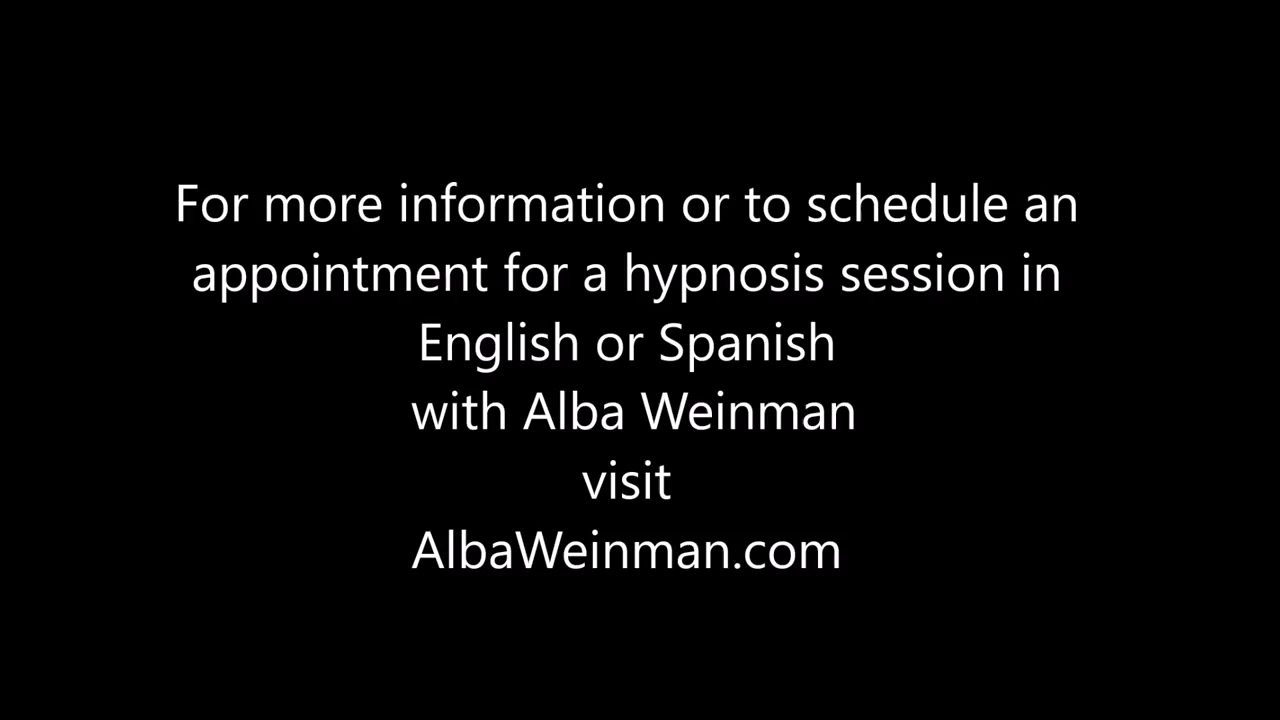 For more information or to schedule an
appointment for a hypnosis session in
English or Spanish
with Alba Weinman
visit
AlbaWeinman.com